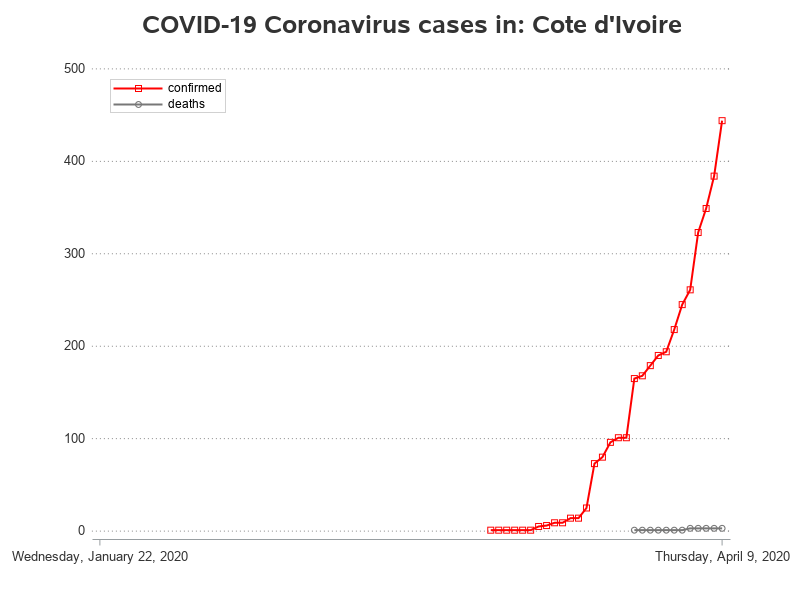 COVID-19 Coronavirus cases in: Cote d'Ivoire
500
confirmed
deaths
400
300
200
100
0
Wednesday, January 22, 2020
Thursday, April 9, 2020